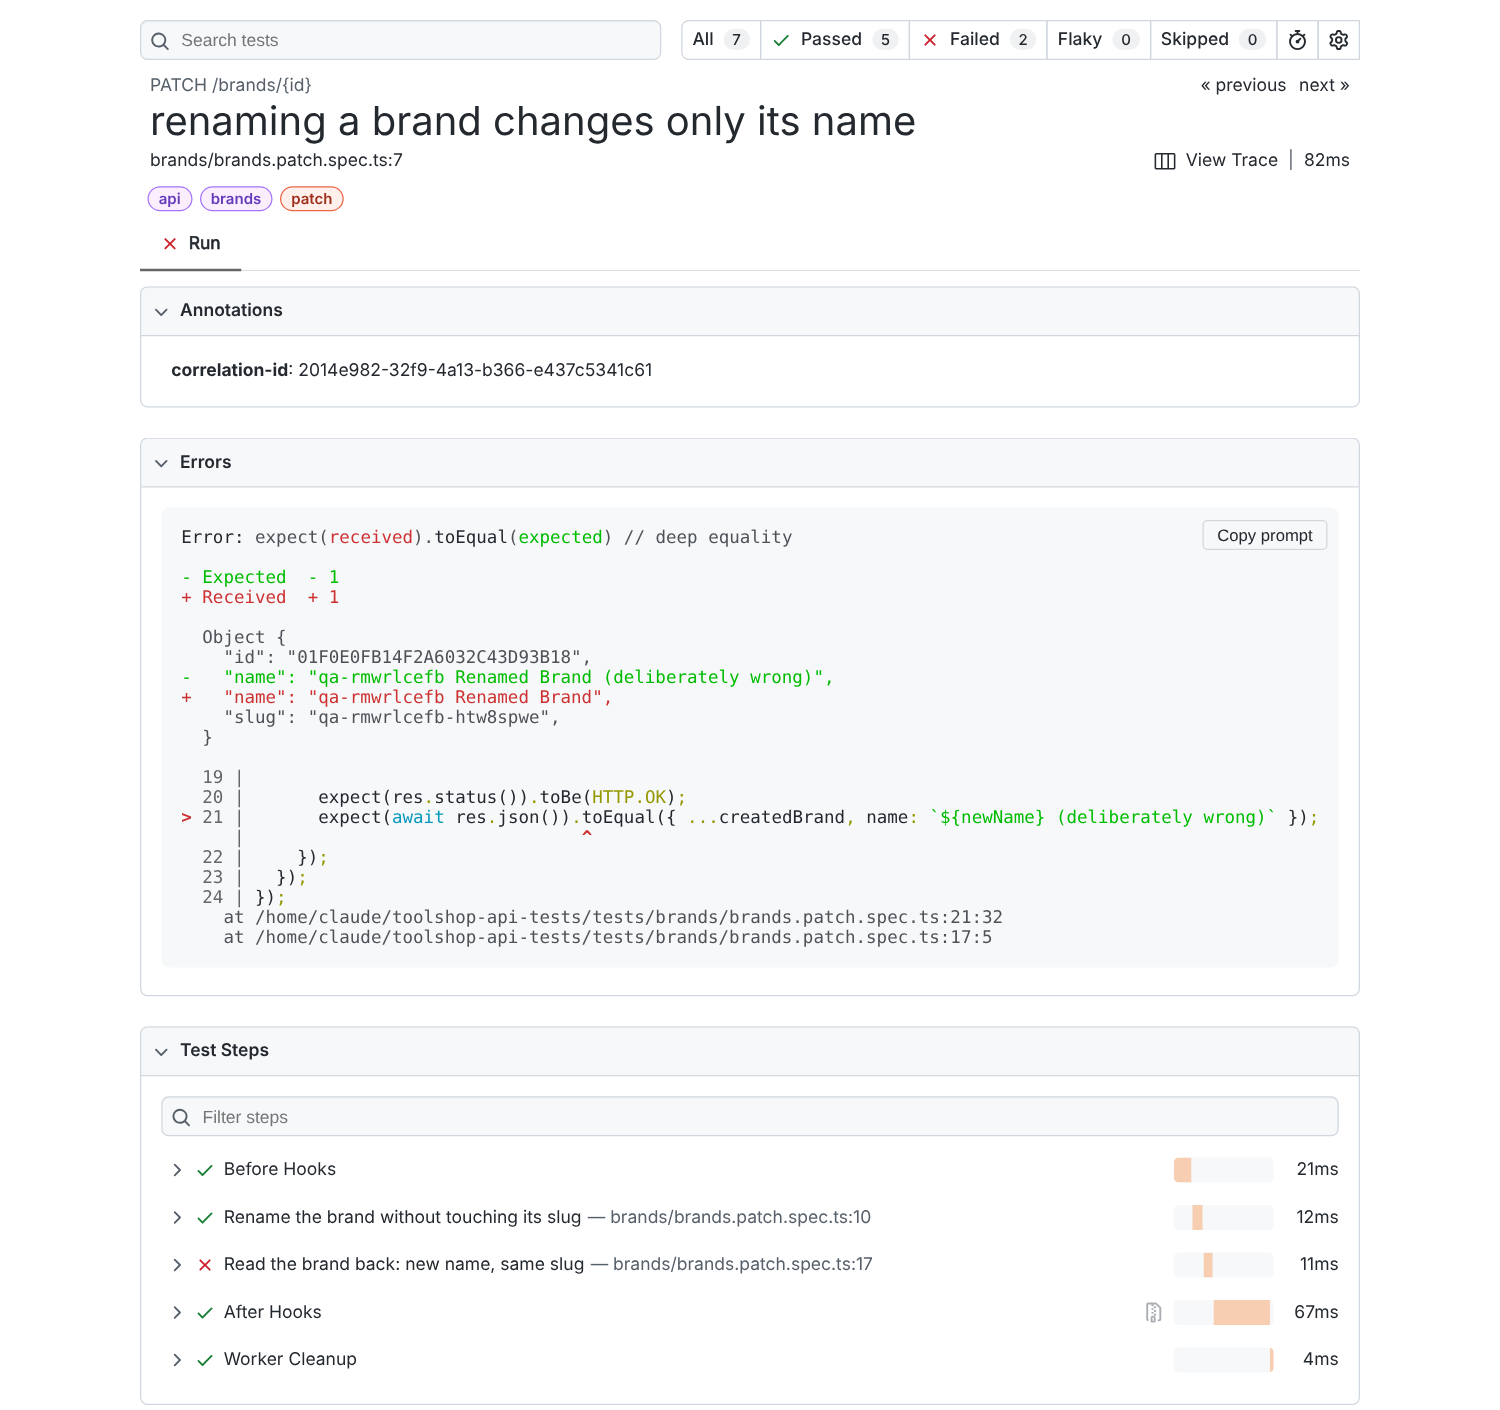 Search tests
All 7 Passed 5 Failed 2 Flaky 0 Skipped 0
PATCH /brands/{id}
« previous next »
renaming a brand changes only its name
brands/brands.patch.spec.ts:7
View Trace | 82ms
api brands patch
Run
Annotations
correlation-id: 2014e982-32f9-4a13-b366-e437c5341c61
Errors
Copy prompt
Error: expect(received).toEqual(expected) // deep equality
- Expected  - 1
+ Received  + 1
  Object {
    "id": "01F0E0FB14F2A6032C43D93B18",
-   "name": "qa-rmwrlcefb Renamed Brand (deliberately wrong)",
+   "name": "qa-rmwrlcefb Renamed Brand",
    "slug": "qa-rmwrlcefb-htw8spwe",
  }
  19 |
  20 |       expect(res.status()).toBe(HTTP.OK);
> 21 |       expect(await res.json()).toEqual({ ...createdBrand, name: `${newName} (deliberately wrong)` });
     |                                ^
  22 |     });
  23 |   });
  24 | });
    at /home/claude/toolshop-api-tests/tests/brands/brands.patch.spec.ts:21:32
    at /home/claude/toolshop-api-tests/tests/brands/brands.patch.spec.ts:17:5
Test Steps
Filter steps
Before Hooks 21ms
Rename the brand without touching its slug — brands/brands.patch.spec.ts:10 12ms
Read the brand back: new name, same slug — brands/brands.patch.spec.ts:17 11ms
After Hooks 67ms
Worker Cleanup 4ms